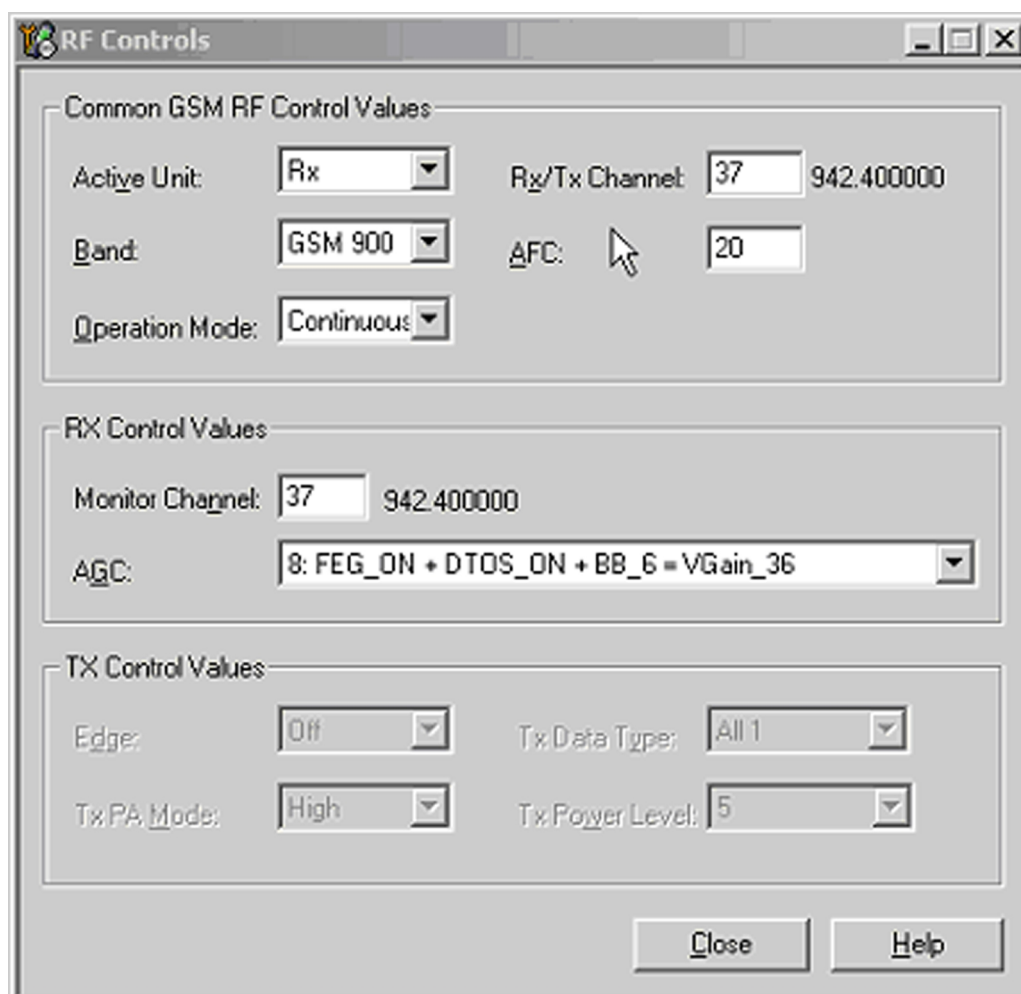 RF Controls
Common GSM RF Control Values
Active Unit: Rx Rx/Tx Channel: 37 942.400000
Band: GSM 900 AFC: 20
Operation Mode: Continuous
RX Control Values
Monitor Channel: 37 942.400000
AGC: 8: FEG_ON + DTOS_ON + BB_6 = VGain_36
TX Control Values
Edge: Off Tx Data Type: All 1
Tx PA Mode: High Tx Power Level: 5
Close Help